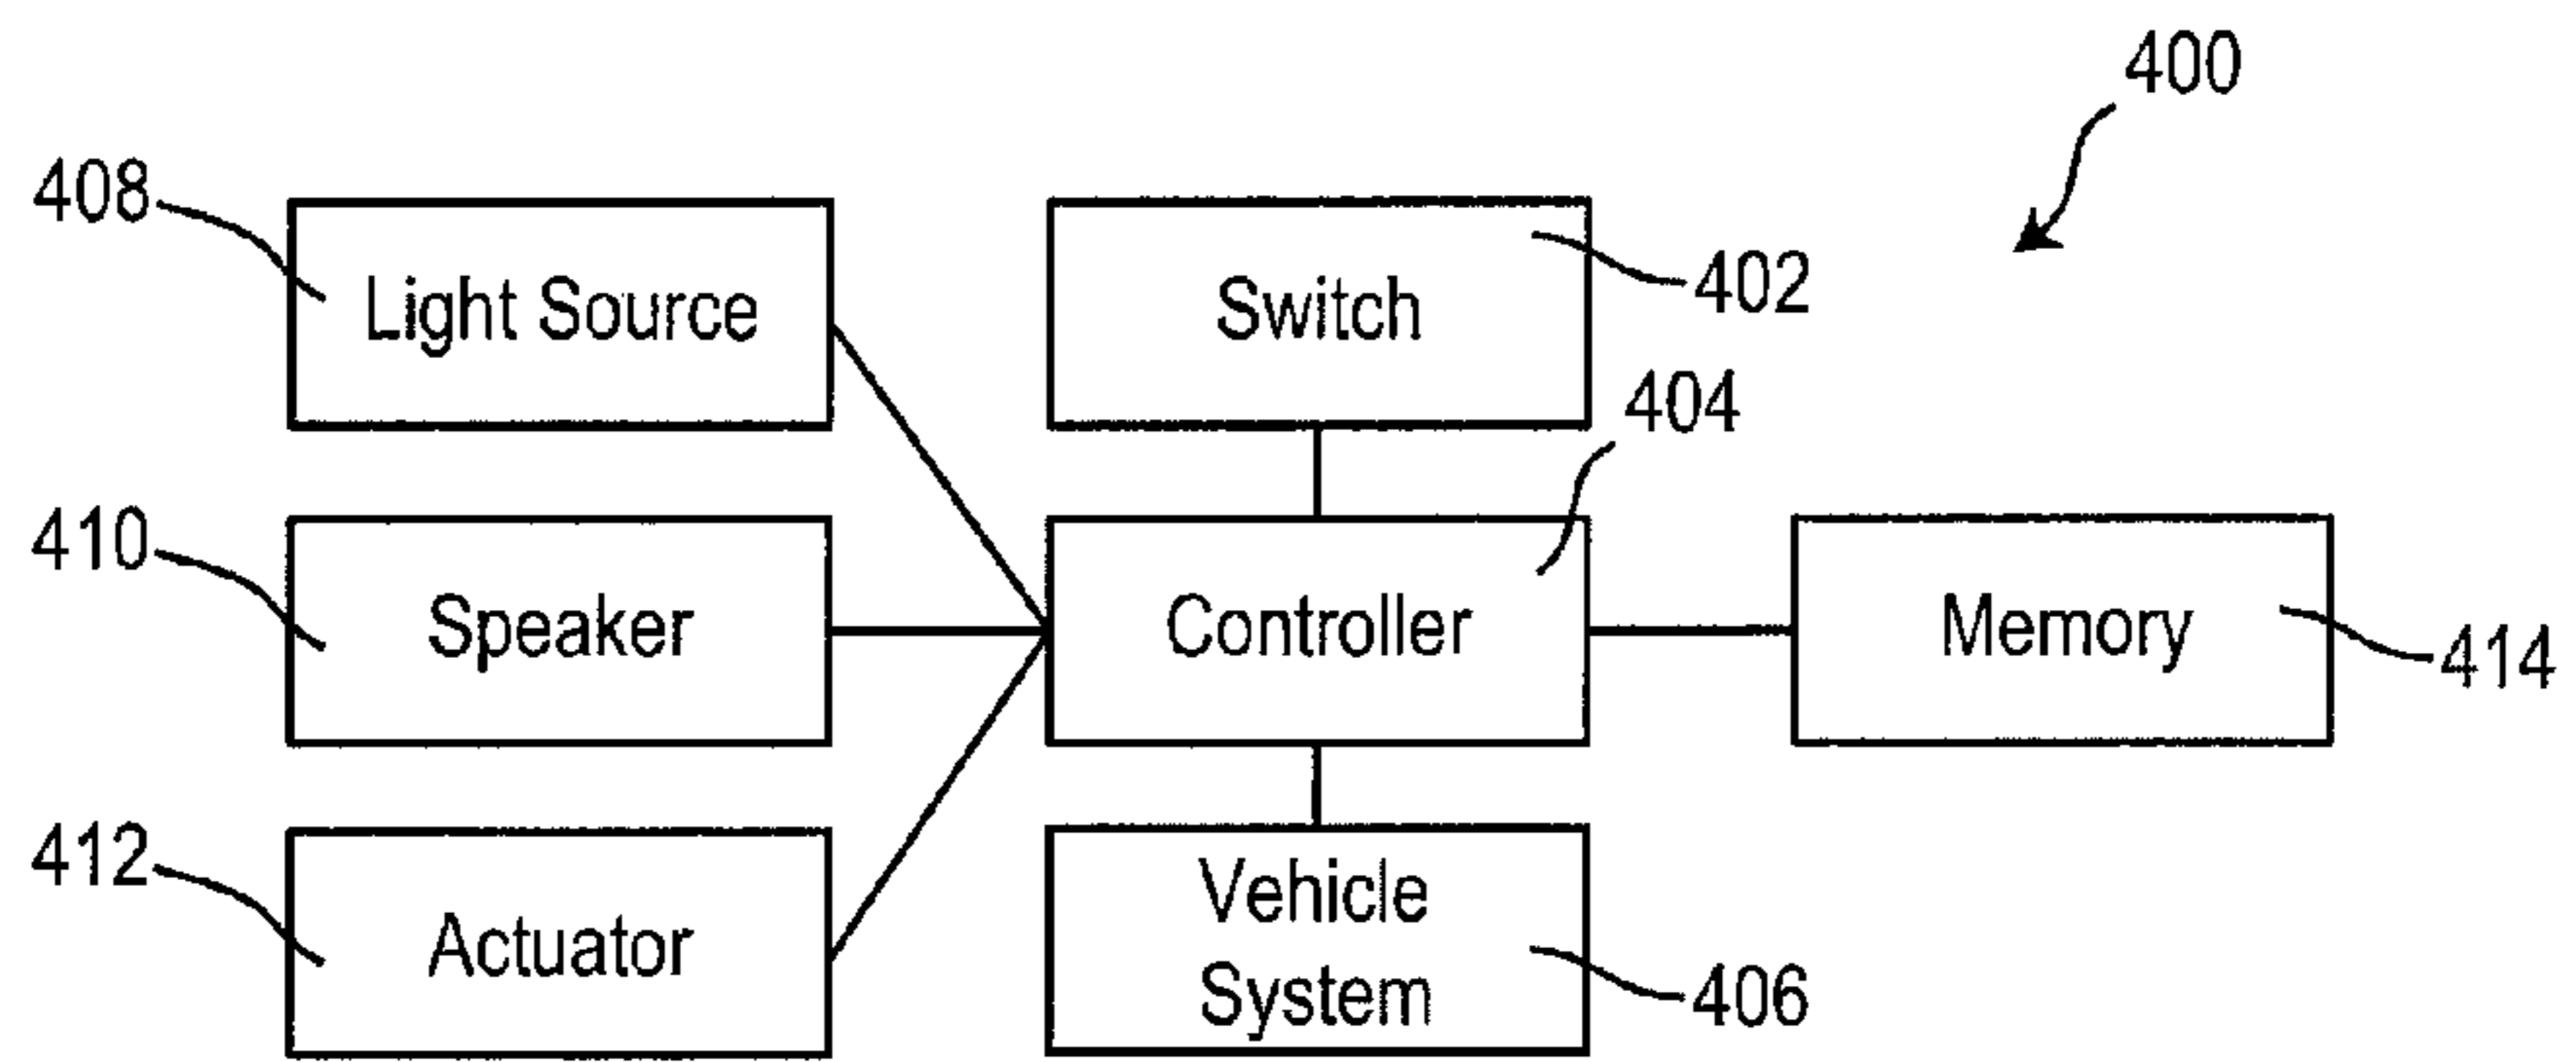 400
408
Light Source
Switch
402
404
410
Speaker
Controller
Memory
414
412
Actuator
Vehicle
System
406